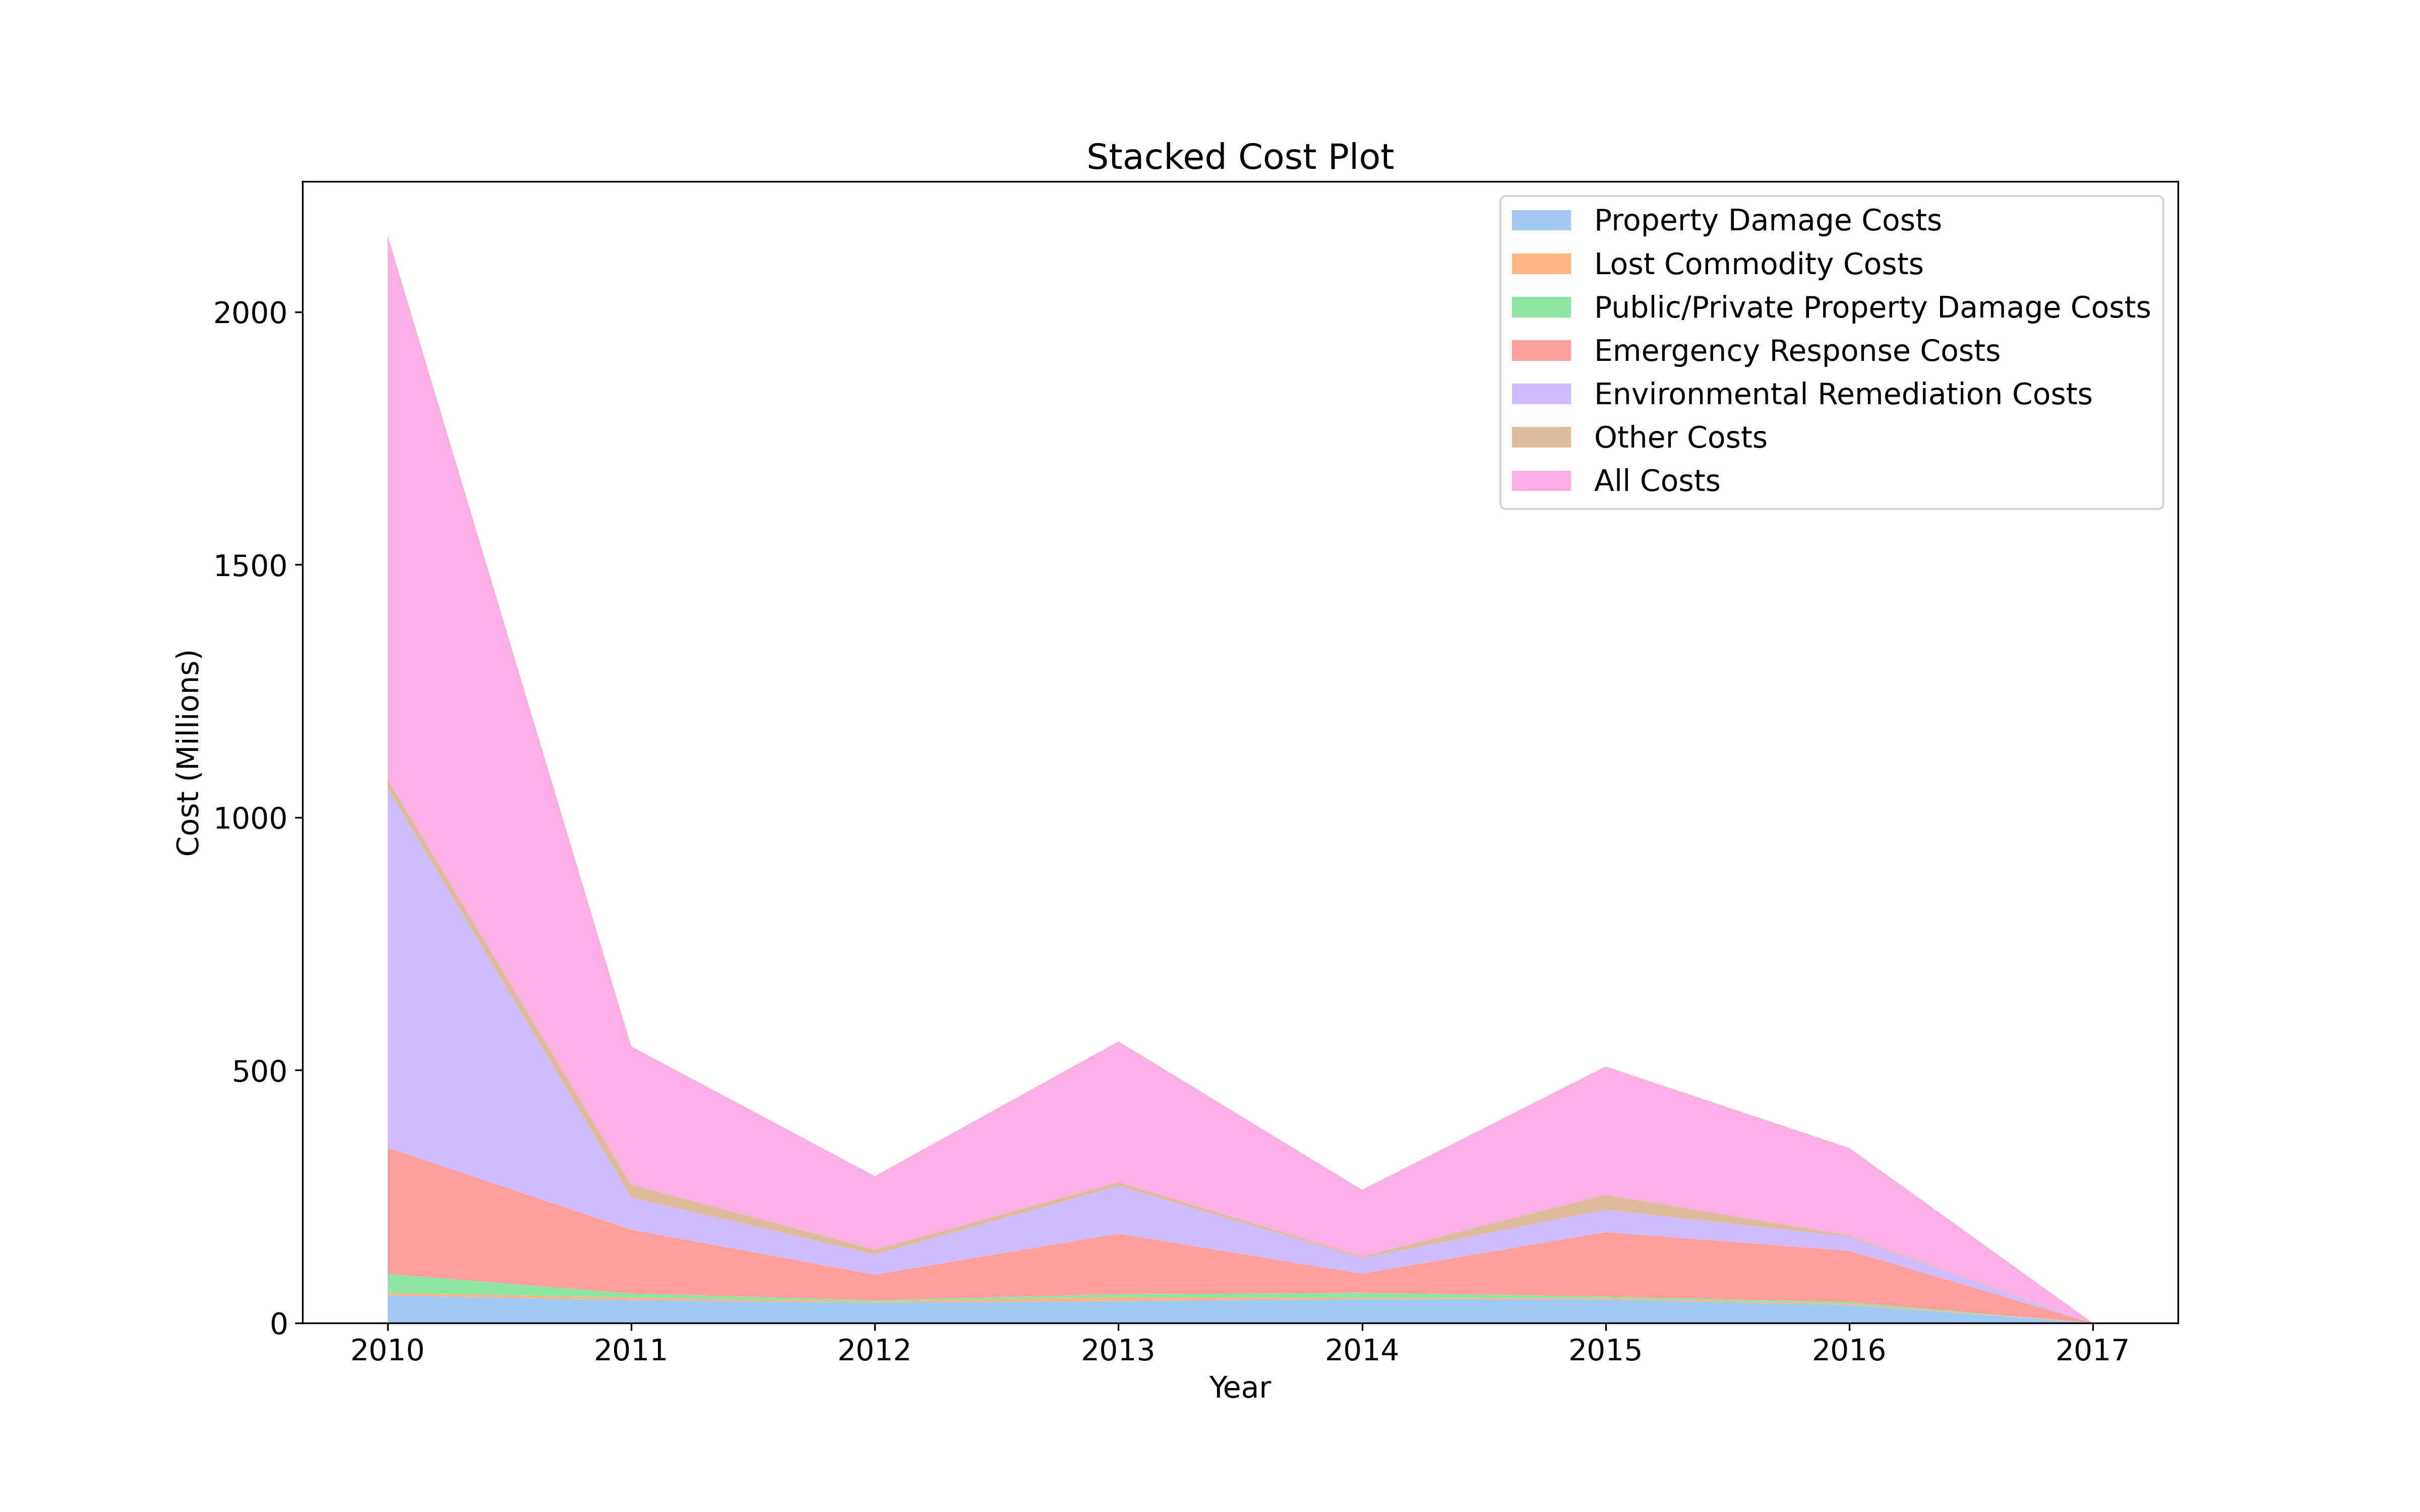 Stacked Cost Plot
Property Damage Costs
Lost Commodity Costs
Public/Private Property Damage Costs
Emergency Response Costs
Environmental Remediation Costs
Other Costs
All Costs
Cost (Millions)
2000
1500
1000
500
0
2010 2011 2012 2013 2014 2015 2016 2017
Year